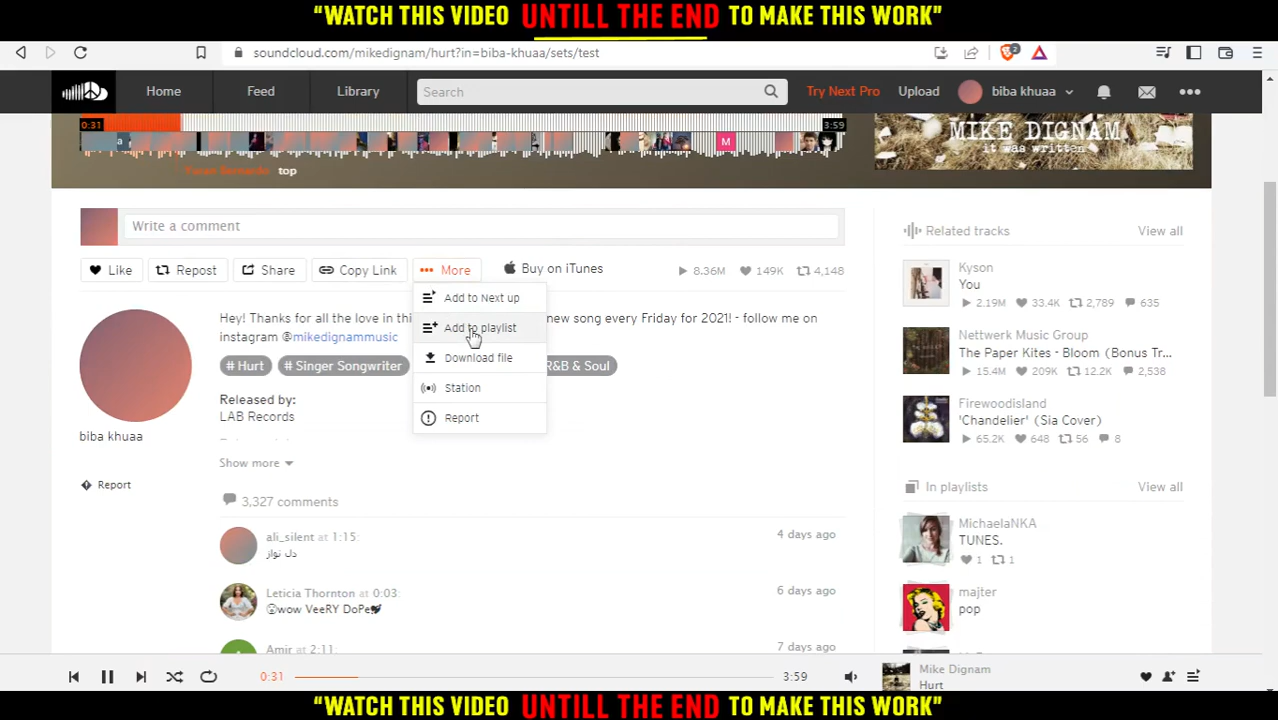 “WATCH THIS VIDEO UNTILL THE END TO MAKE THIS WORK”
soundcloud.com/mikedignam/hurt?in=biba-khuaa/sets/test
2
Home
Feed
Library
Search
Try Next Pro
Upload
biba khuaa
0:31
3:59
M
top
MIKE DIGNAM
it was written
Write a comment
Like
Repost
Share
Copy Link
More
Buy on iTunes
8.36M
149K
4,148
Add to Next up
Add to playlist
Download file
Station
Report
Hey! Thanks for all the love in thi
new song every Friday for 2021! - follow me on
instagram @mikedignammusic
# Hurt
# Singer Songwriter
R&B & Soul
Released by:
LAB Records
biba khuaa
Show more
Report
3,327 comments
ali_silent at 1:15:
دل نواز
4 days ago
Leticia Thornton at 0:03:
wow VeeRY DoPe
6 days ago
Amir at 2:11:
7 days ago
Related tracks
View all
Kyson
You
2.19M
33.4K
2,789
635
Nettwerk Music Group
The Paper Kites - Bloom (Bonus Tr...
15.4M
209K
12.2K
2,538
Firewoodisland
'Chandelier' (Sia Cover)
65.2K
648
56
8
In playlists
View all
MichaelaNKA
TUNES.
1
1
majter
pop
0:31
3:59
Mike Dignam
Hurt
“WATCH THIS VIDEO UNTILL THE END TO MAKE THIS WORK”